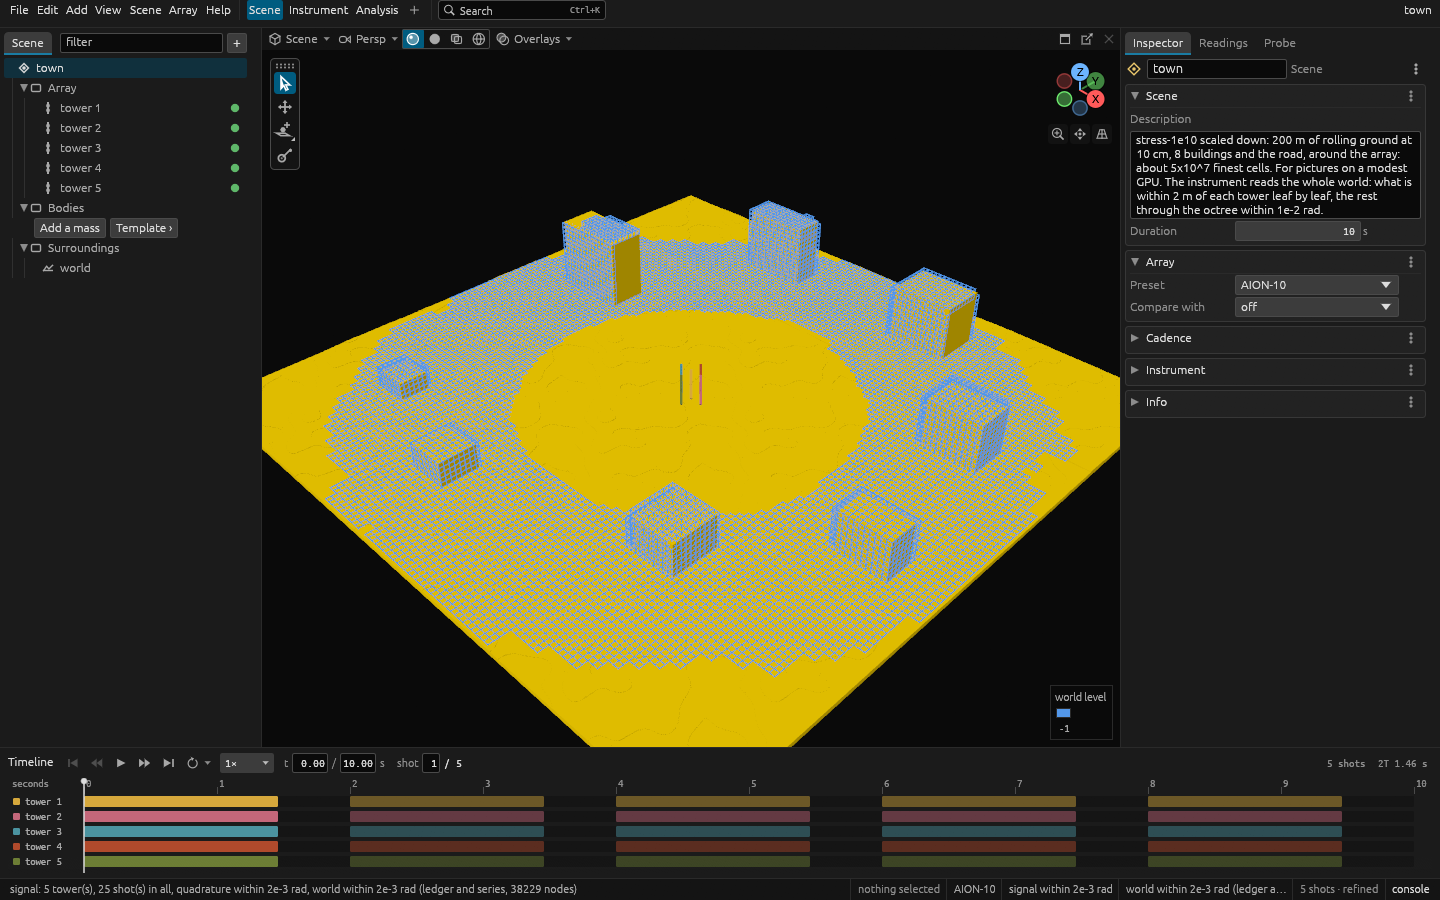 File Edit Add View Scene Array Help Scene Instrument Analysis + Search Ctrl+K town
Scene filter +
town
Array
tower 1
tower 2
tower 3
tower 4
tower 5
Bodies
Add a mass Template ›
Surroundings
world
Scene Persp Overlays
Z
Y
X
world level
-1
Inspector Readings Probe
town Scene
Scene
Description
stress-1e10 scaled down: 200 m of rolling ground at
10 cm, 8 buildings and the road, around the array:
about 5x10^7 finest cells. For pictures on a modest
GPU. The instrument reads the whole world: what is
within 2 m of each tower leaf by leaf, the rest
through the octree within 1e-2 rad.
Duration 10 s
Array
Preset AION-10
Compare with off
Cadence
Instrument
Info
Timeline 1× t 0.00 / 10.00 s shot 1 / 5 5 shots 2T 1.46 s
seconds 0 1 2 3 4 5 6 7 8 9 10
tower 1
tower 2
tower 3
tower 4
tower 5
signal: 5 tower(s), 25 shot(s) in all, quadrature within 2e-3 rad, world within 2e-3 rad (ledger and series, 38229 nodes) nothing selected AION-10 signal within 2e-3 rad world within 2e-3 rad (ledger a... 5 shots · refined console